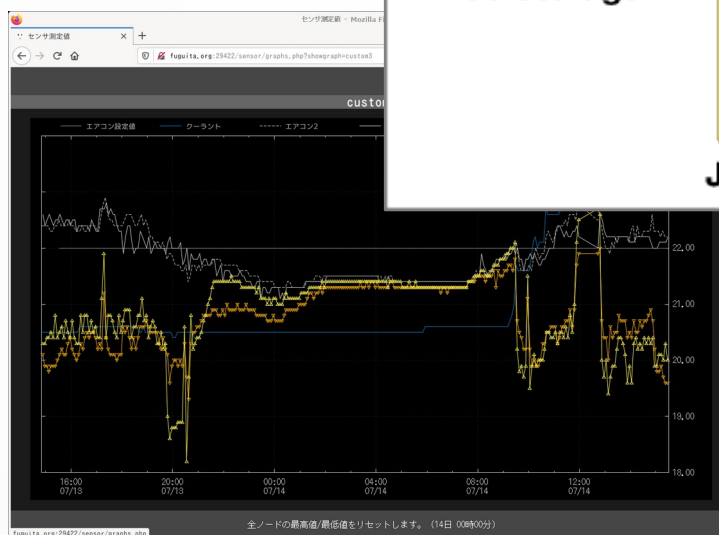 センサ測定値 - Mozilla Fi
センサ測定値
fuguita.org:29422/sensor/graphs.php?showgraph=custom3
custo
エアコン設定値 クーラント エアコン2
22,00
21,00
20,00
19,00
18,00
16:00 20:00 00:00 04:00 08:00 12:00
07/13 07/13 07/14 07/14 07/14 07/14
全ノードの最高値/最低値をリセットします。 (14日 00時00分)
fuguita.org:29422/sensor/graphs.php
J